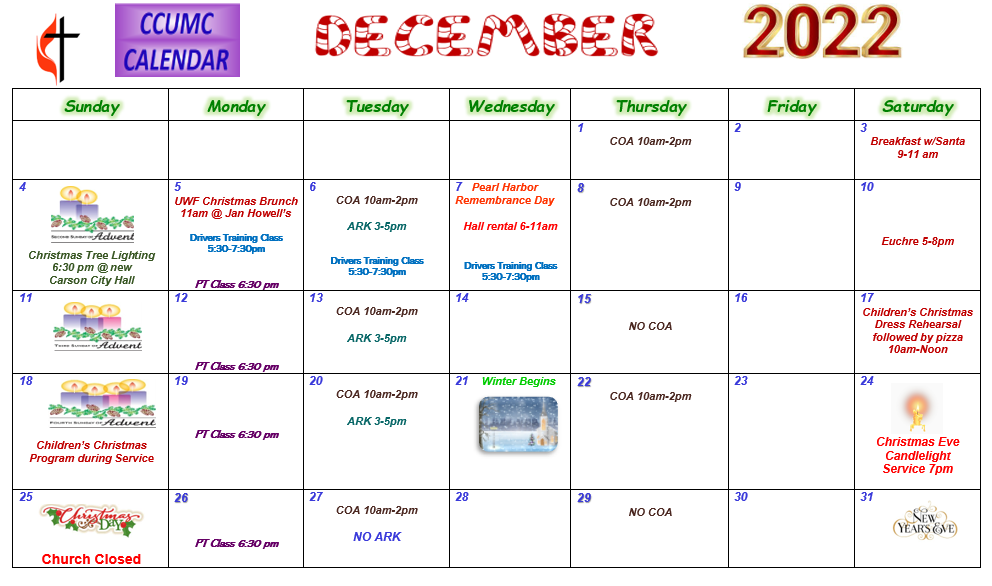 CCUMC
CALENDAR
DECEMBER
2022
Sunday
Monday
Tuesday
Wednesday
Thursday
Friday
Saturday
1
COA 10am-2pm
2
3
Breakfast w/Santa
9-11 am
4
SECOND SUNDAY OF Advent
Christmas Tree Lighting
6:30 pm @ new
Carson City Hall
5
UWF Christmas Brunch
11am @ Jan Howell's
Drivers Training Class
5:30-7:30pm
PT Class 6:30 pm
6
COA 10am-2pm
ARK 3-5pm
Drivers Training Class
5:30-7:30pm
7 Pearl Harbor
Remembrance Day
Hall rental 6-11am
Drivers Training Class
5:30-7:30pm
8
COA 10am-2pm
9
10
Euchre 5-8pm
11
THIRD SUNDAY OF Advent
12
PT Class 6:30 pm
13
COA 10am-2pm
ARK 3-5pm
14
15
NO COA
16
17
Children's Christmas
Dress Rehearsal
followed by pizza
10am-Noon
18
FOURTH SUNDAY OF Advent
Children's Christmas
Program during Service
19
PT Class 6:30 pm
20
COA 10am-2pm
ARK 3-5pm
21 Winter Begins
22
COA 10am-2pm
23
24
Christmas Eve
Candlelight
Service 7pm
25
Christmas
Day
Church Closed
26
PT Class 6:30 pm
27
COA 10am-2pm
NO ARK
28
29
NO COA
30
31
NEW
YEAR'S EVE